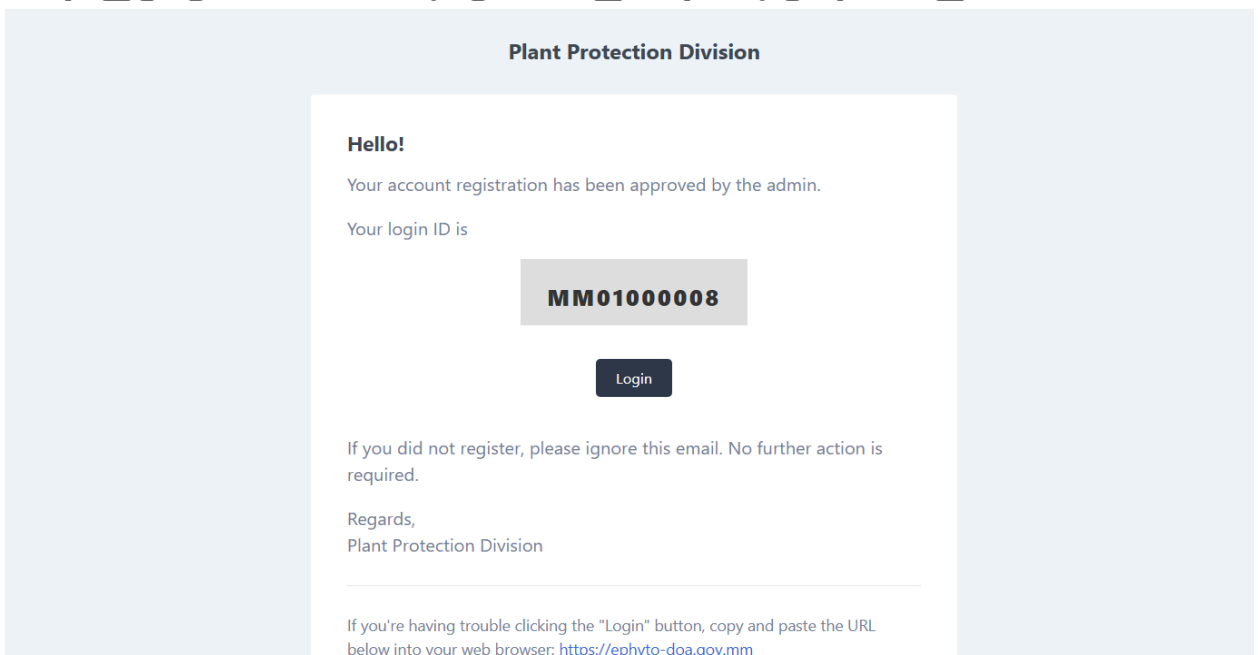 Plant Protection Division
Hello!
Your account registration has been approved by the admin.
Your login ID is
MM01000008
Login
If you did not register, please ignore this email. No further action is
required.
Regards,
Plant Protection Division
If you're having trouble clicking the "Login" button, copy and paste the URL
below into your web browser: https://ephyto-doa.gov.mm